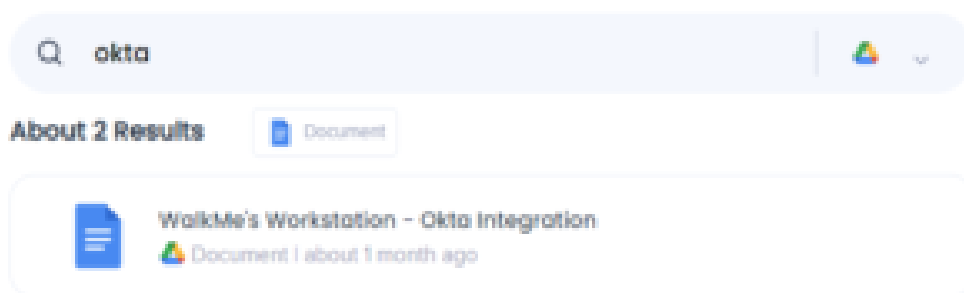 okta
About 2 Results
Document
WalkMe's Workstation - Okta Integration
Document | about 1 month ago